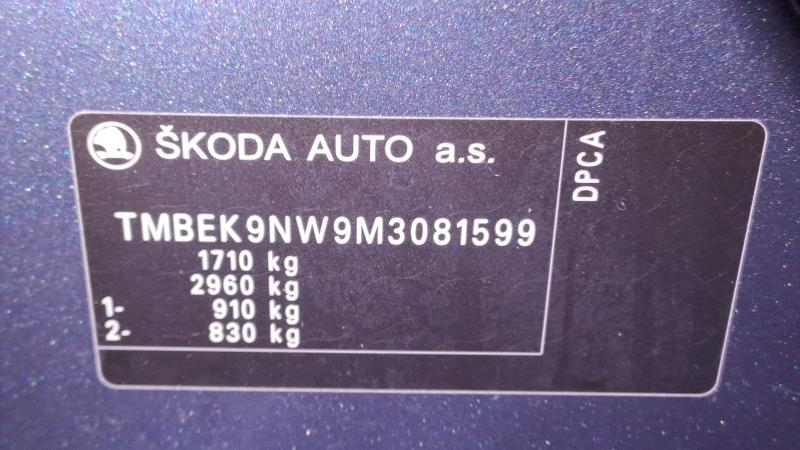 ŠKODA AUTO a.s.
DPCA
TMBEK9NW9M3081599
1710 kg
2960 kg
1- 910 kg
2- 830 kg